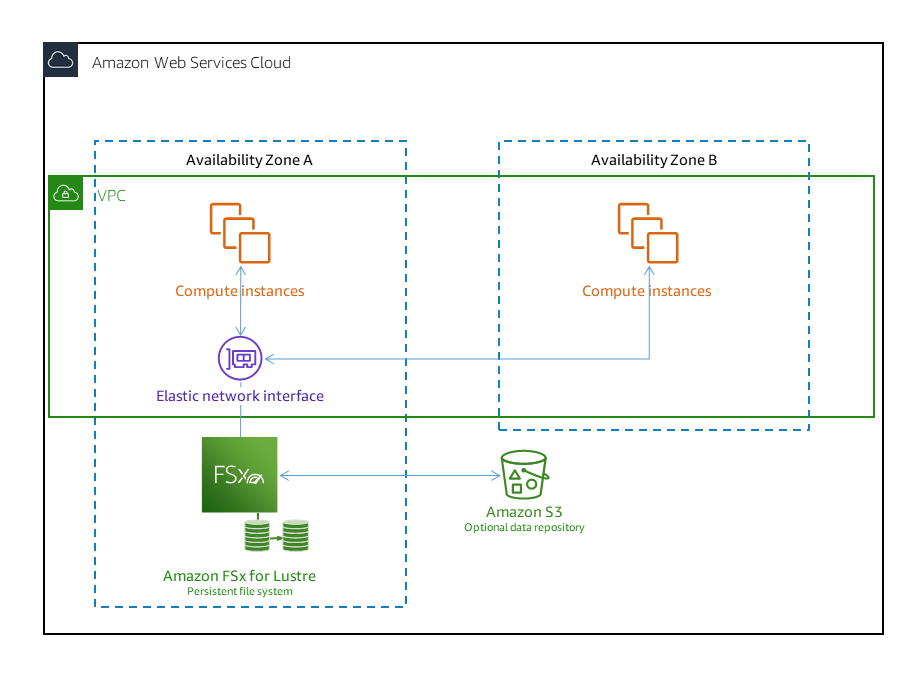 Amazon Web Services Cloud
Availability Zone A
Availability Zone B
VPC
Compute instances
Compute instances
Elastic network interface
FSx
Amazon S3
Optional data repository
Amazon FSx for Lustre
Persistent file system